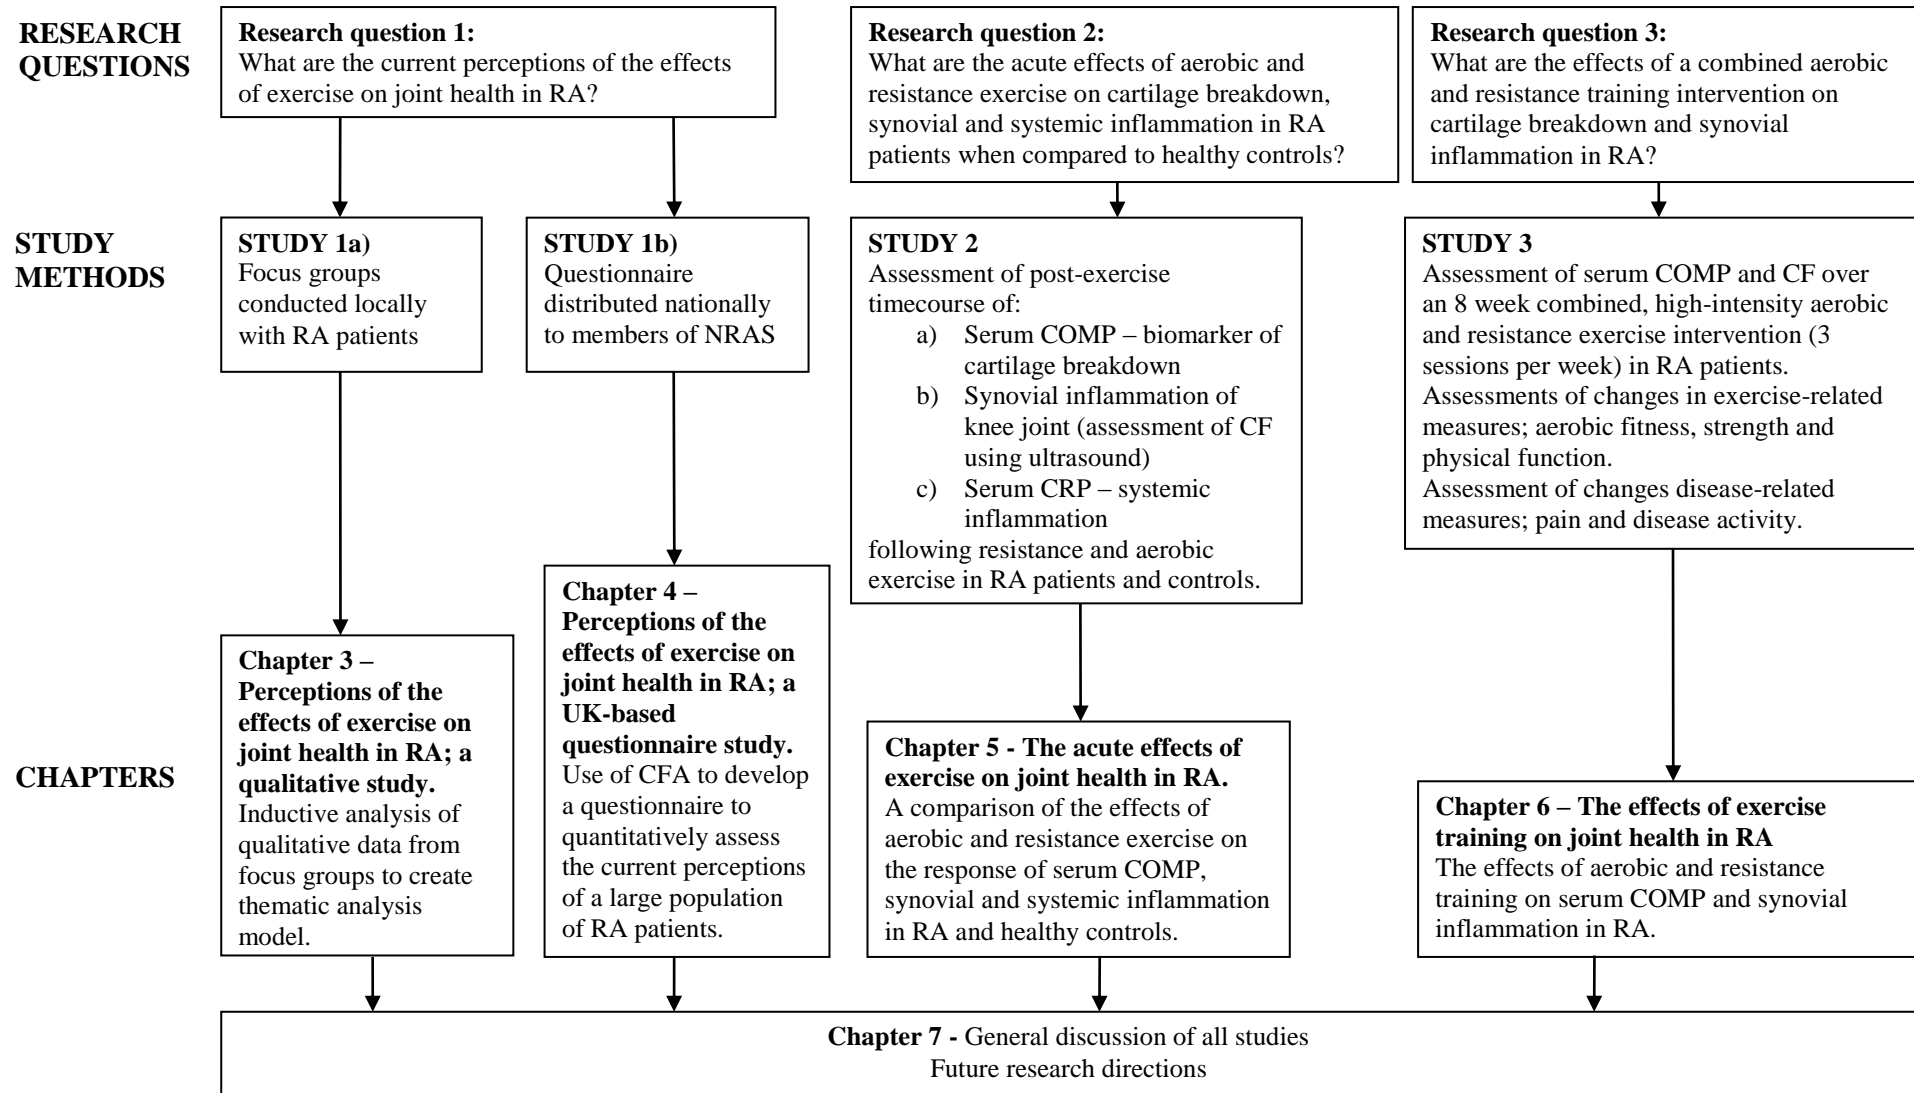 RESEARCH
QUESTIONS
Research question 1:
What are the current perceptions of the effects
of exercise on joint health in RA?
Research question 2:
What are the acute effects of aerobic and
resistance exercise on cartilage breakdown,
synovial and systemic inflammation in RA
patients when compared to healthy controls?
Research question 3:
What are the effects of a combined aerobic
and resistance training intervention on
cartilage breakdown and synovial
inflammation in RA?
STUDY
METHODS
STUDY 1a)
Focus groups
conducted locally
with RA patients
STUDY 1b)
Questionnaire
distributed nationally
to members of NRAS
STUDY 2
Assessment of post-exercise
timecourse of:
a) Serum COMP – biomarker of
cartilage breakdown
b) Synovial inflammation of
knee joint (assessment of CF
using ultrasound)
c) Serum CRP – systemic
inflammation
following resistance and aerobic
exercise in RA patients and controls.
STUDY 3
Assessment of serum COMP and CF over
an 8 week combined, high-intensity aerobic
and resistance exercise intervention (3
sessions per week) in RA patients.
Assessments of changes in exercise-related
measures; aerobic fitness, strength and
physical function.
Assessment of changes disease-related
measures; pain and disease activity.
CHAPTERS
Chapter 3 –
Perceptions of the
effects of exercise on
joint health in RA; a
qualitative study.
Inductive analysis of
qualitative data from
focus groups to create
thematic analysis
model.
Chapter 4 –
Perceptions of the
effects of exercise on
joint health in RA; a
UK-based
questionnaire study.
Use of CFA to develop
a questionnaire to
quantitatively assess
the current perceptions
of a large population
of RA patients.
Chapter 5 - The acute effects of
exercise on joint health in RA.
A comparison of the effects of
aerobic and resistance exercise on
the response of serum COMP,
synovial and systemic inflammation
in RA and healthy controls.
Chapter 6 – The effects of exercise
training on joint health in RA
The effects of aerobic and resistance
training on serum COMP and synovial
inflammation in RA.
Chapter 7 - General discussion of all studies
Future research directions